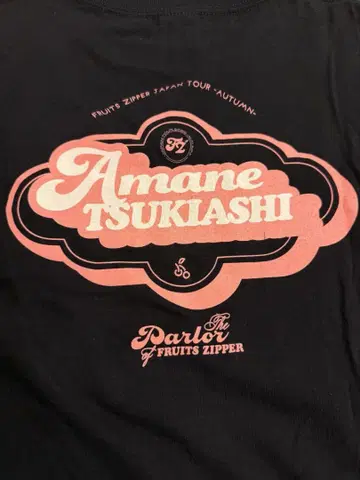 FRUITS ZIPPER JAPAN TOUR -AUTUMN-
FZ
Amane
TSUKIASHI
The
Parlor
of FRUITS ZIPPER